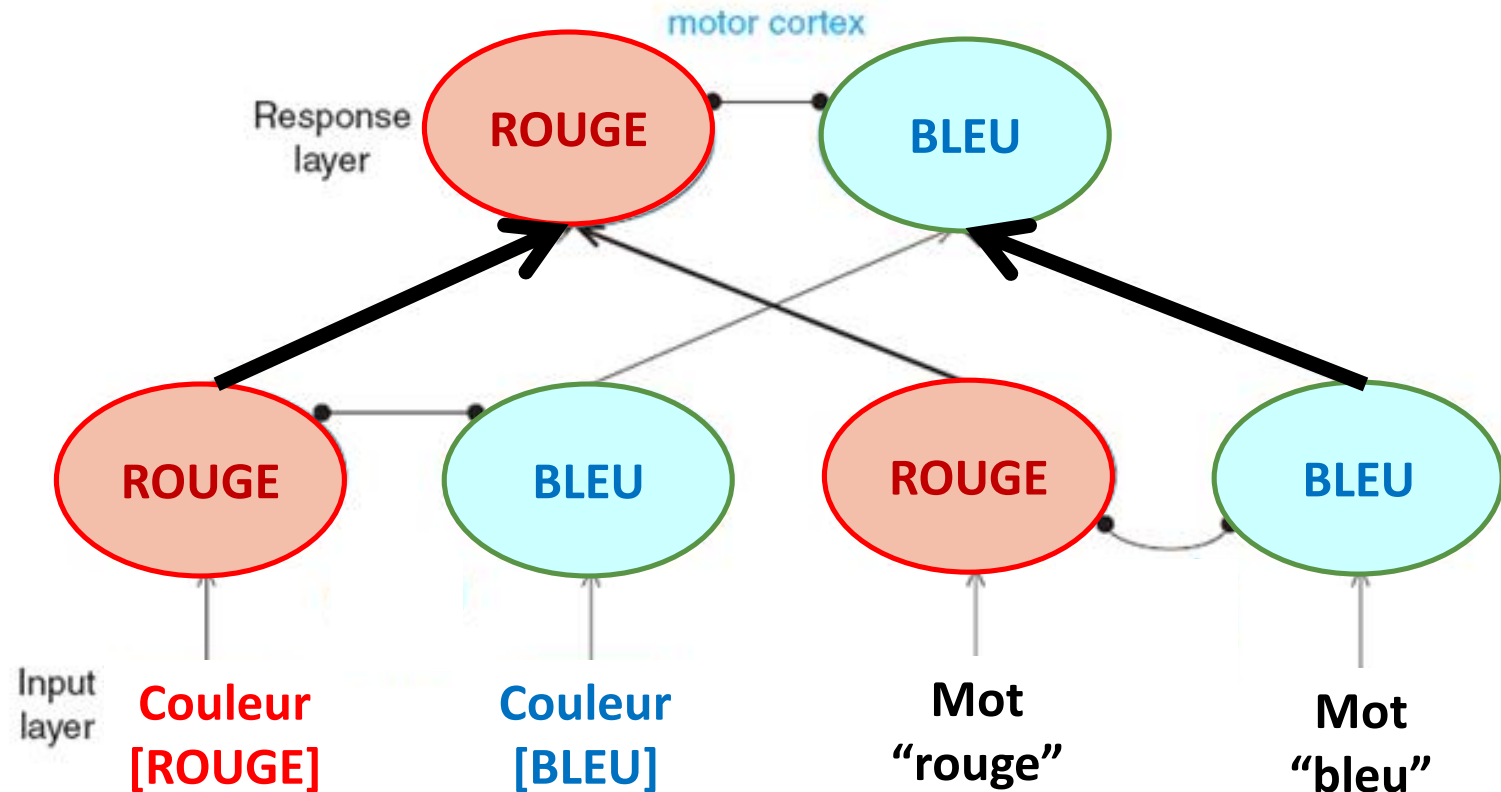 motor cortex
Response
layer
ROUGE
BLEU
ROUGE
BLEU
ROUGE
BLEU
Input
layer
Couleur
[ROUGE]
Couleur
[BLEU]
Mot
“rouge”
Mot
“bleu”